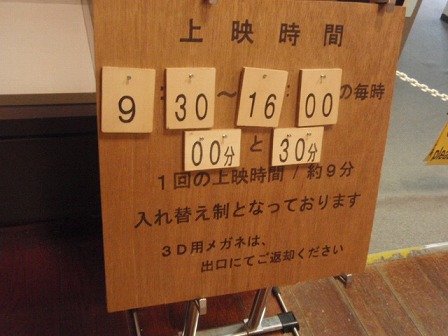 上映時間
9:30～16:00の毎時
00分と30分
1回の上映時間/約9分
入れ替え制となっております
3D用メガネは、
出口にてご返却ください